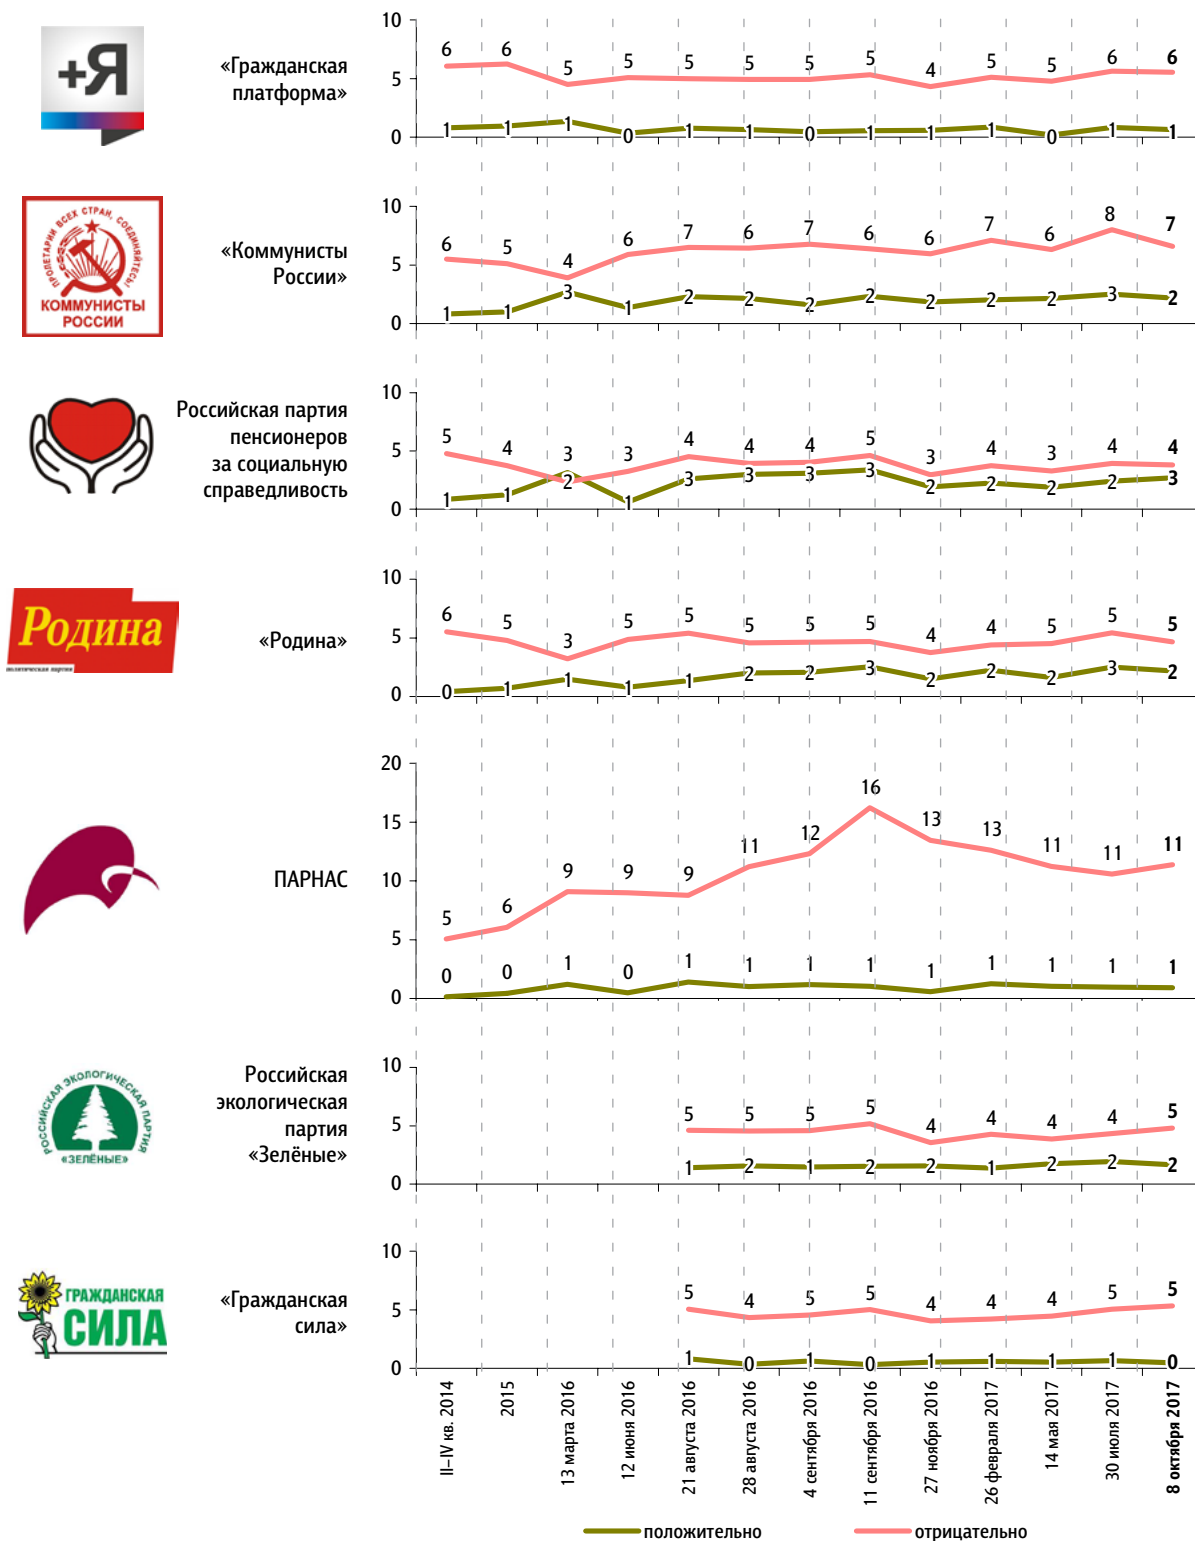 +Я
«Гражданская
платформа»
10
5
0
6 6 5 5 5 5 5 5 4 5 5 6 6
1 1 1 0 1 1 0 1 1 1 0 1 1
ПРОЛЕТАРИИ ВСЕХ СТРАН, СОЕДИНЯЙТЕСЬ!
КОММУНИСТЫ
РОССИИ
«Коммунисты
России»
10
5
0
6 5 4 6 7 6 7 6 6 7 6 8 7
1 1 3 1 2 2 2 2 2 2 2 3 2
Российская партия
пенсионеров
за социальную
справедливость
10
5
0
5 4 3 3 4 4 4 5 3 4 3 4 4
1 1 2 1 3 3 3 3 2 2 2 2 3
Родина
политическая партия
«Родина»
10
5
0
6 5 3 5 5 5 5 5 4 4 5 5 5
0 1 1 1 1 2 2 3 2 2 2 3 2
ПАРНАС
20
15
10
5
0
5 6 9 9 9 11 12 16 13 13 11 11 11
0 0 1 0 1 1 1 1 1 1 1 1 1
РОССИЙСКАЯ ЭКОЛОГИЧЕСКАЯ ПАРТИЯ
«ЗЕЛЁНЫЕ»
Российская
экологическая
партия
«Зелёные»
10
5
0
5 5 5 5 4 4 4 4 5
1 2 1 2 2 1 2 2 2
ГРАЖДАНСКАЯ
СИЛА
«Гражданская
сила»
10
5
0
5 4 5 5 4 4 4 5 5
1 0 1 0 1 1 1 1 0
II–IV кв. 2014
2015
13 марта 2016
12 июня 2016
21 августа 2016
28 августа 2016
4 сентября 2016
11 сентября 2016
27 ноября 2016
26 февраля 2017
14 мая 2017
30 июля 2017
8 октября 2017
положительно
отрицательно